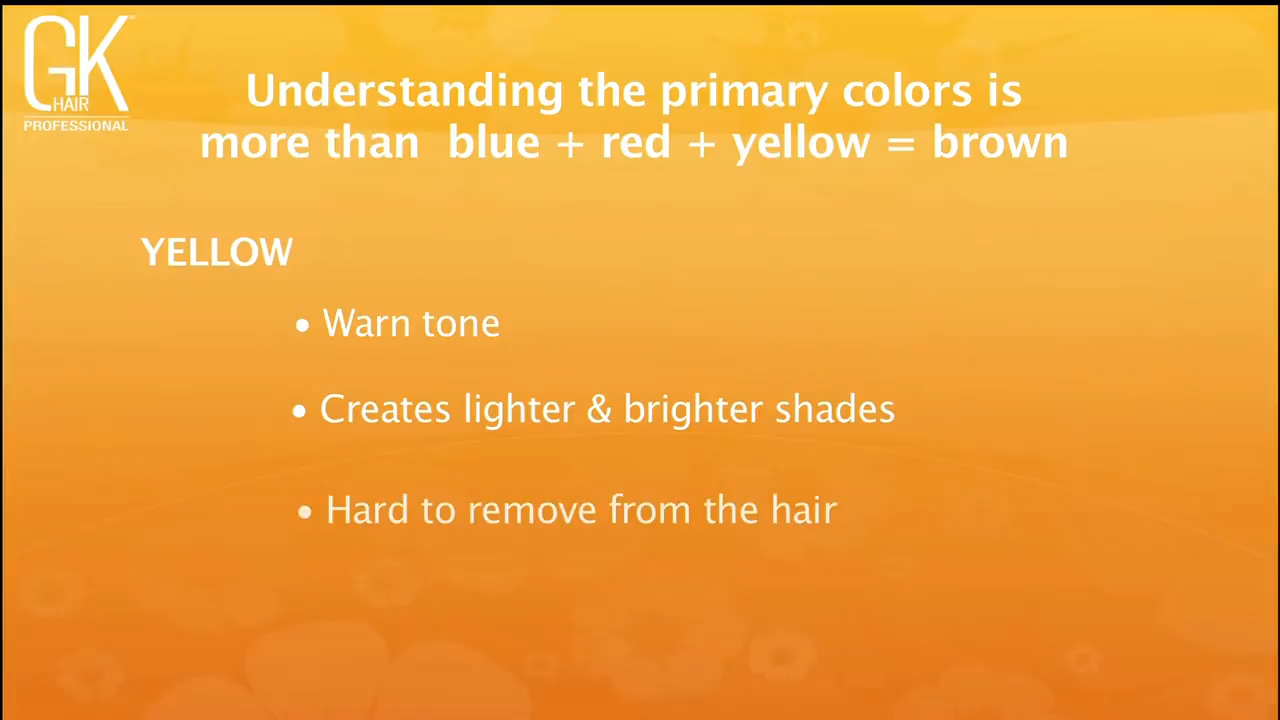 GK
HAIR
PROFESSIONAL
Understanding the primary colors is
more than blue + red + yellow = brown
YELLOW
• Warn tone
• Creates lighter & brighter shades
• Hard to remove from the hair